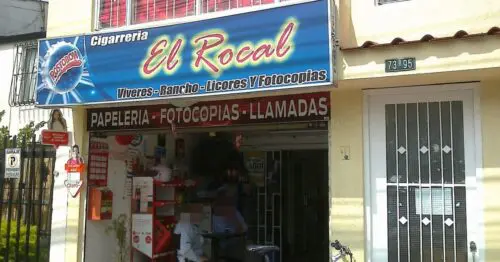 Cigarreria
El Rocal
Viveres - Rancho - Licores Y Fotocopias
PAPELERIA - FOTOCOPIAS - LLAMADAS
73 95